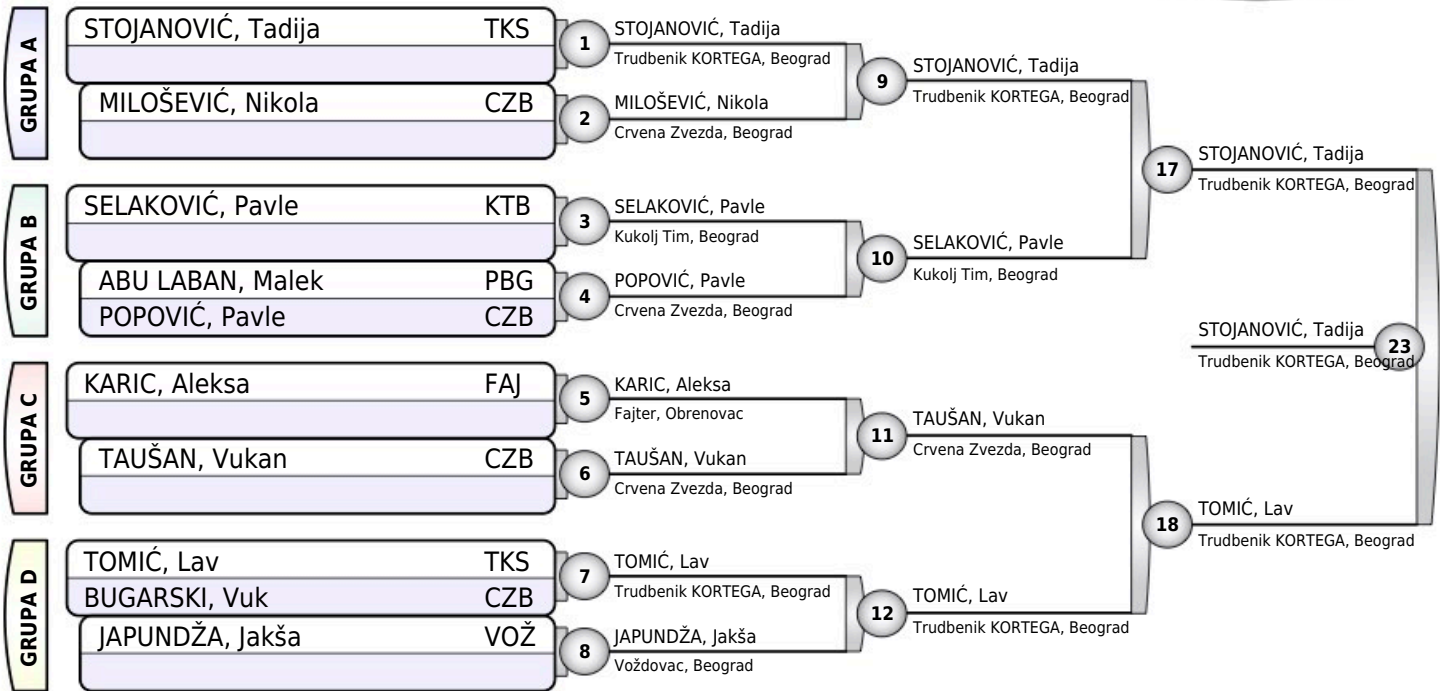 GRUPA A
STOJANOVIĆ, Tadija TKS
MILOŠEVIĆ, Nikola CZB
GRUPA B
SELAKOVIĆ, Pavle KTB
ABU LABAN, Malek PBG
POPOVIĆ, Pavle CZB
GRUPA C
KARIC, Aleksa FAJ
TAUŠAN, Vukan CZB
GRUPA D
TOMIĆ, Lav TKS
BUGARSKI, Vuk CZB
JAPUNDŽA, Jakša VOŽ
1
STOJANOVIĆ, Tadija
Trudbenik KORTEGA, Beograd
2
MILOŠEVIĆ, Nikola
Crvena Zvezda, Beograd
3
SELAKOVIĆ, Pavle
Kukolj Tim, Beograd
4
POPOVIĆ, Pavle
Crvena Zvezda, Beograd
5
KARIC, Aleksa
Fajter, Obrenovac
6
TAUŠAN, Vukan
Crvena Zvezda, Beograd
7
TOMIĆ, Lav
Trudbenik KORTEGA, Beograd
8
JAPUNDŽA, Jakša
Voždovac, Beograd
9
STOJANOVIĆ, Tadija
Trudbenik KORTEGA, Beograd
10
SELAKOVIĆ, Pavle
Kukolj Tim, Beograd
11
TAUŠAN, Vukan
Crvena Zvezda, Beograd
12
TOMIĆ, Lav
Trudbenik KORTEGA, Beograd
17
STOJANOVIĆ, Tadija
Trudbenik KORTEGA, Beograd
18
TOMIĆ, Lav
Trudbenik KORTEGA, Beograd
STOJANOVIĆ, Tadija
23
Trudbenik KORTEGA, Beograd